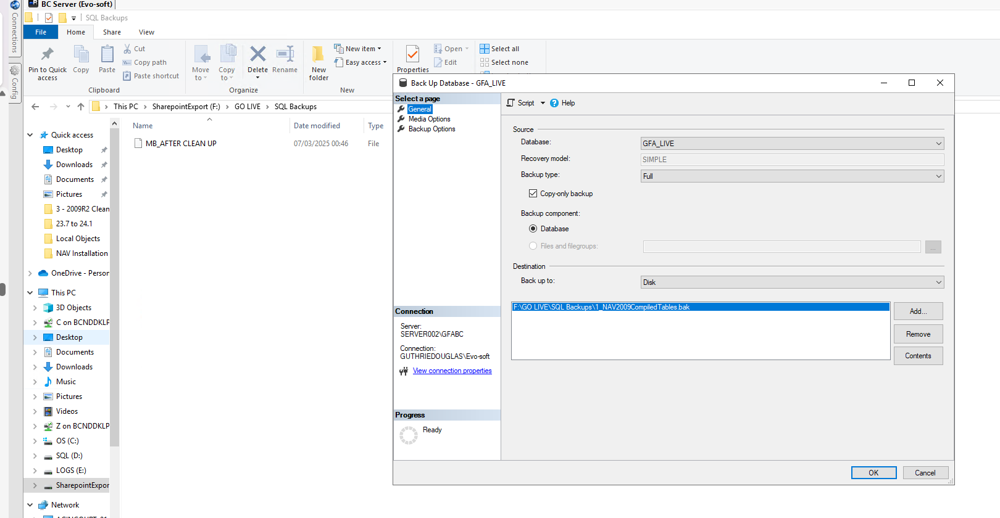 BC Server (Evo-soft)
SQL Backups
File
Home
Share
View
Pin to Quick
access
Copy
Paste
Cut
Copy path
Paste shortcut
Clipboard
Move
to
Copy
to
Delete
Rename
Organize
New
folder
New item
Easy access
New
Properties
Open
Edit
Select all
Select none
Connections
Config
This PC
SharepointExport (F:)
GO LIVE
SQL Backups
Quick access
Desktop
Downloads
Documents
Pictures
3 - 2009R2 Clean
23.7 to 24.1
Local Objects
NAV Installation
OneDrive - Person
This PC
3D Objects
C on BCNDDKLP
Desktop
Documents
Downloads
Music
Pictures
Videos
Z on BCNDDKLP
OS (C:)
SQL (D:)
LOGS (E:)
SharepointExpor
Network
Name
Date modified
Type
MB_AFTER CLEAN UP
07/03/2025 00:46
File
Back Up Database - GFA_LIVE
Select a page
General
Media Options
Backup Options
Connection
Server:
SERVER002\GFABC
Connection:
GUTHRIEDOUGLAS\Evo-soft
View connection properties
Progress
Ready
Script
Help
Source
Database:
GFA_LIVE
Recovery model:
SIMPLE
Backup type:
Full
Copy-only backup
Backup component:
Database
Files and filegroups:
...
Destination
Back up to:
Disk
F:\GO LIVE\SQL Backups\1_NAV2009CompiledTables.bak
Add...
Remove
Contents
OK
Cancel